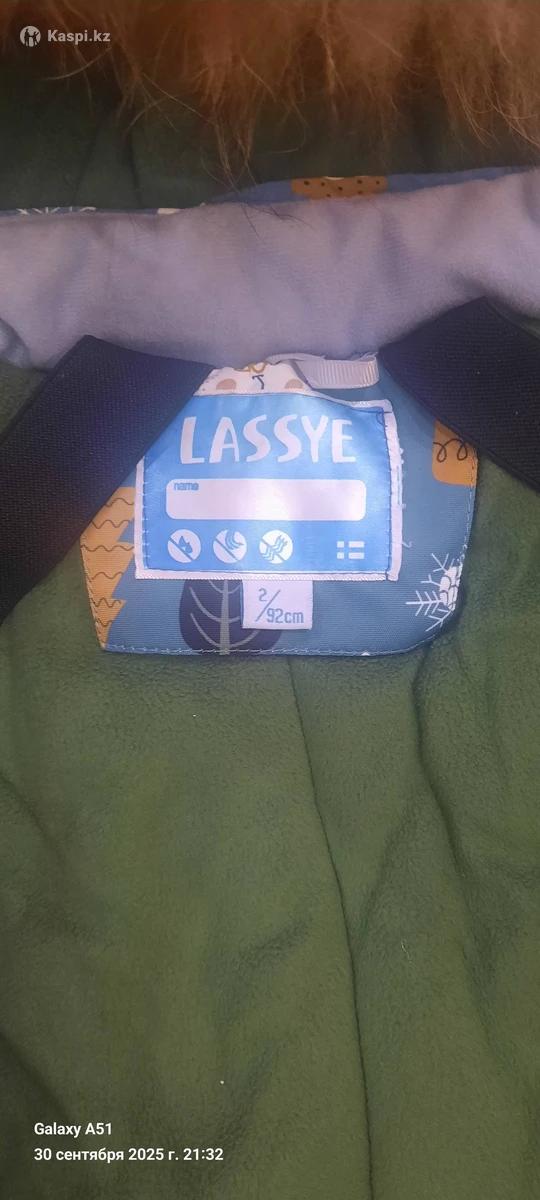 Kaspi.kz
LASSYE
name
2/92cm
Galaxy A51
30 сентября 2025 г. 21:32